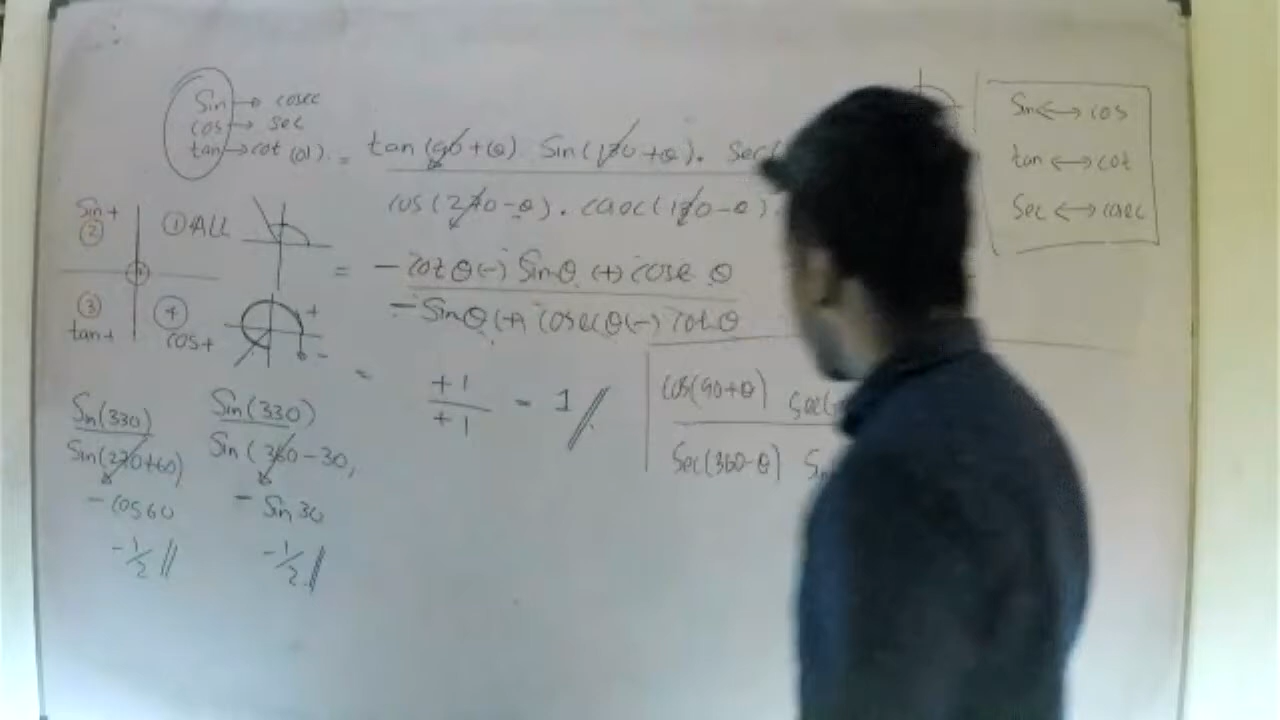 Sin → cosec
cos → sec
tan → cot (or)
= tan(90+θ) . Sin(180+θ) . Sec(
cos(270-θ) . cosec(180-θ) .
Sin ↔ cos
tan ↔ cot
Sec ↔ cosec
Sin+
②
① ALL
③
tan+
④
cos+
+
-
= -cotθ (-) Sinθ (+) cose θ
-Sinθ (+) cosecθ (-) cotθ
= +1
+1
= 1 //
Sin(330)
Sin(270+60)
-cos60
-1/2 //
Sin(330)
Sin(360-30)
-Sin30
-1/2 //
cos(90+θ) sec(-
Sec(360-θ) Sin